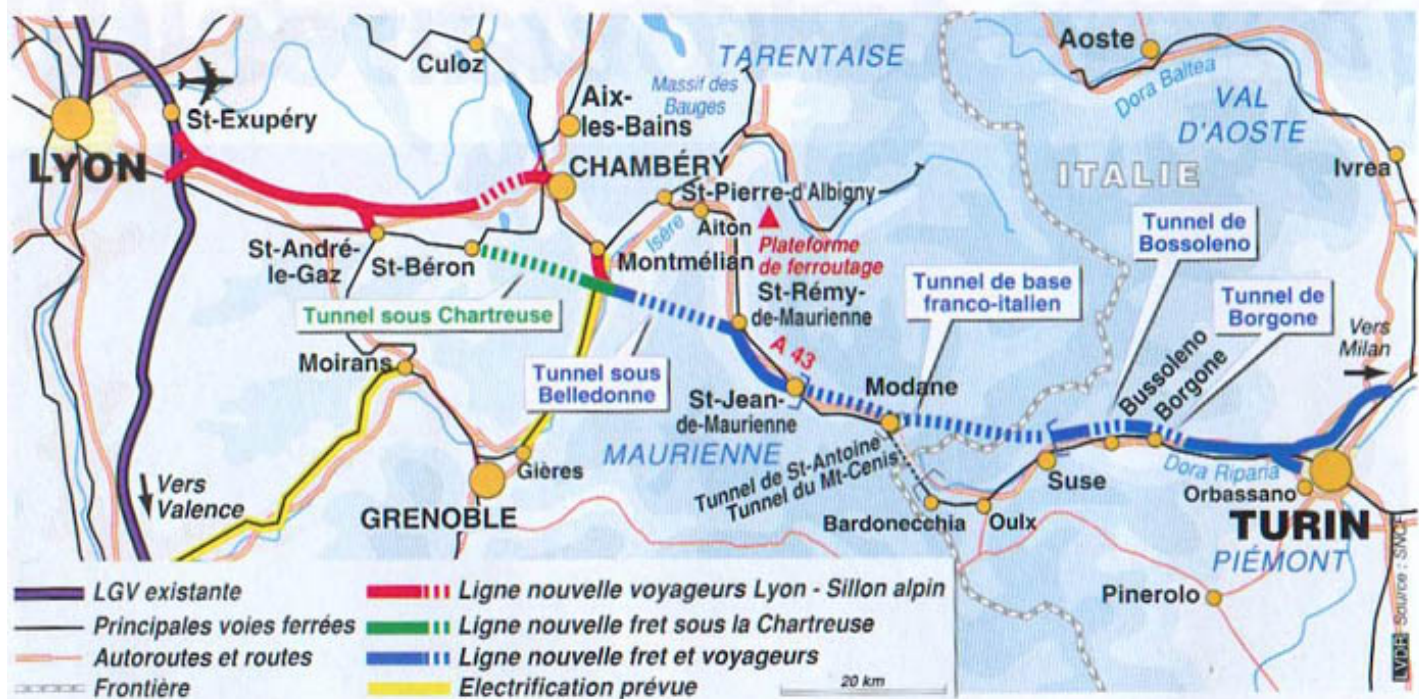 TARENTAISE
Aoste
Culoz
Massif des
Bauges
Dora Baltea
VAL
D'AOSTE
St-Exupéry
Aix-
les-Bains
LYON
CHAMBÉRY
ITALIE
Ivrea
St-Pierre-d'Albigny
Isère
Aiton
Tunnel de
Bossoleno
St-André-
le-Gaz
St-Béron
Montmélian
Plateforme
de ferroutage
St-Rémy-
de-Maurienne
Tunnel de base
franco-italien
Tunnel de
Borgone
Tunnel sous Chartreuse
Vers
Milan
Moirans
A 43
Tunnel sous
Belledonne
Modane
Bussoleno
Borgone
St-Jean-
de-Maurienne
MAURIENNE
Gières
Tunnel de St-Antoine
Tunnel du Mt-Cenis
Suse
Dora Riparia
Orbassano
Vers
Valence
GRENOBLE
Bardonecchia
Oulx
TURIN
PIÉMONT
Pinerolo
LGV existante
Principales voies ferrées
Autoroutes et routes
Frontière
Ligne nouvelle voyageurs Lyon - Sillon alpin
Ligne nouvelle fret sous la Chartreuse
Ligne nouvelle fret et voyageurs
Electrification prévue
20 km
LVDR Source : SNCF